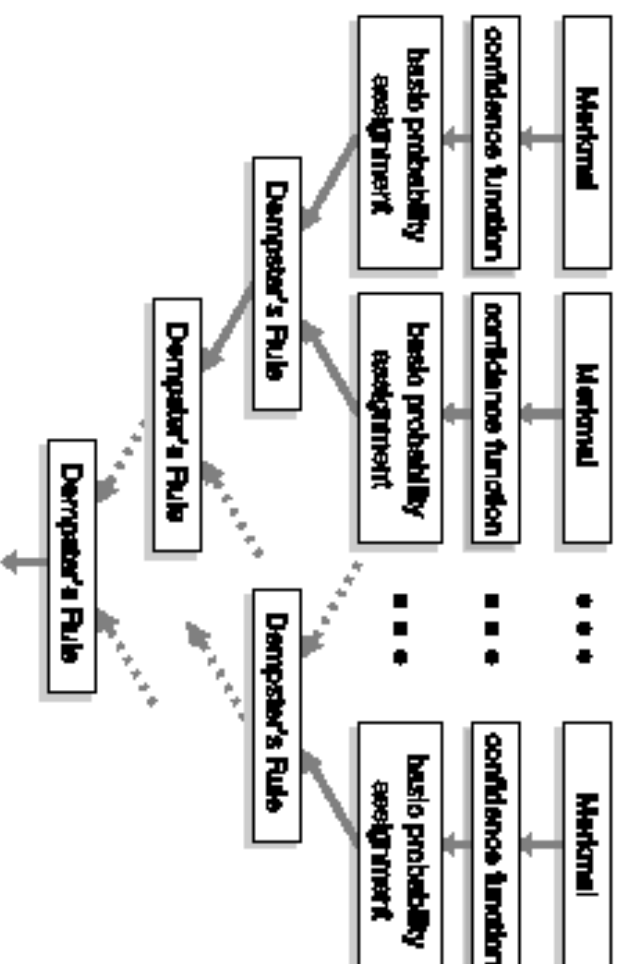 Merkmal
Merkmal
Merkmal
confidence function
confidence function
confidence function
basic probability
assignment
basic probability
assignment
basic probability
assignment
Dempster's Rule
Dempster's Rule
Dempster's Rule
Dempster's Rule